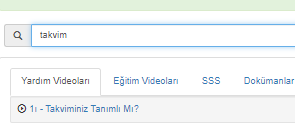 takvim
Yardım Videoları Eğitim Videoları SSS Dokümanlar
1ı - Takviminiz Tanımlı Mı?